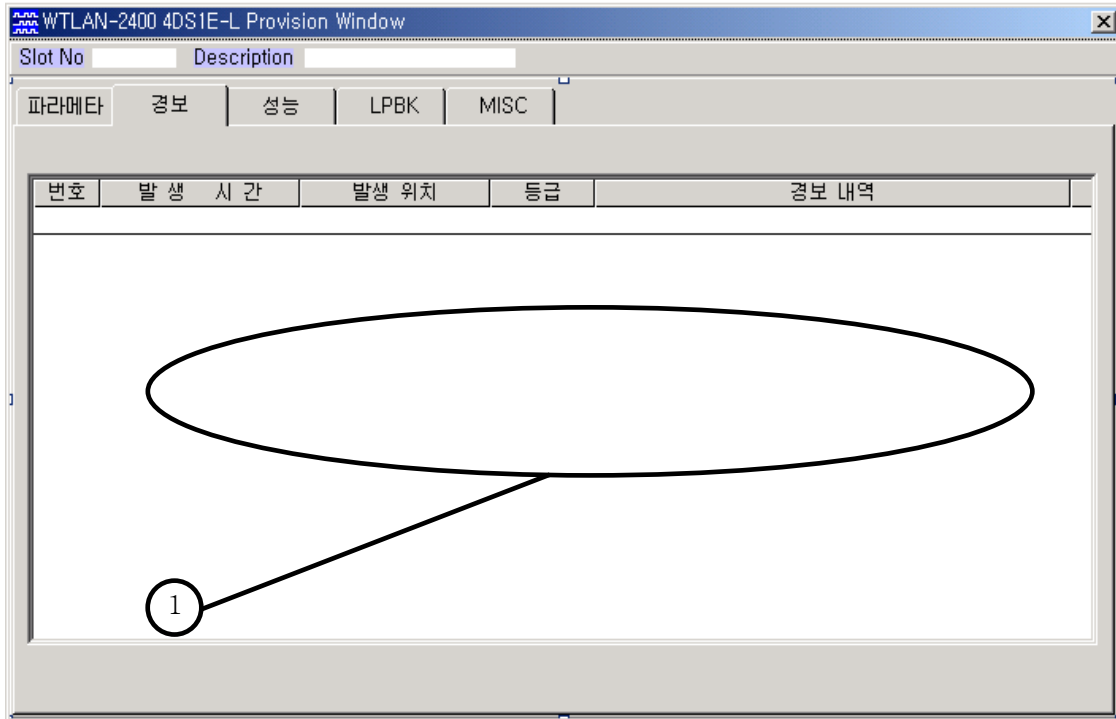 WTLAN-2400 4DS1E-L Provision Window
Slot No Description
파라메타 경보 성능 LPBK MISC
번호 발 생 시 간 발생 위치 등급 경보 내역
1